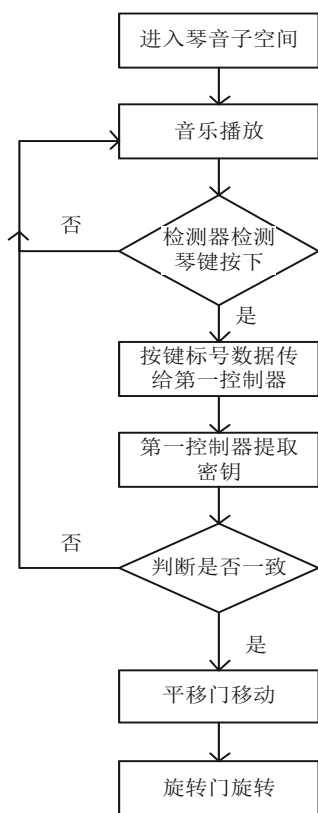 进入琴音子空间
音乐播放
否
检测器检测
琴键按下
是
按键标号数据传
给第一控制器
第一控制器提取
密钥
否
判断是否一致
是
平移门移动
旋转门旋转